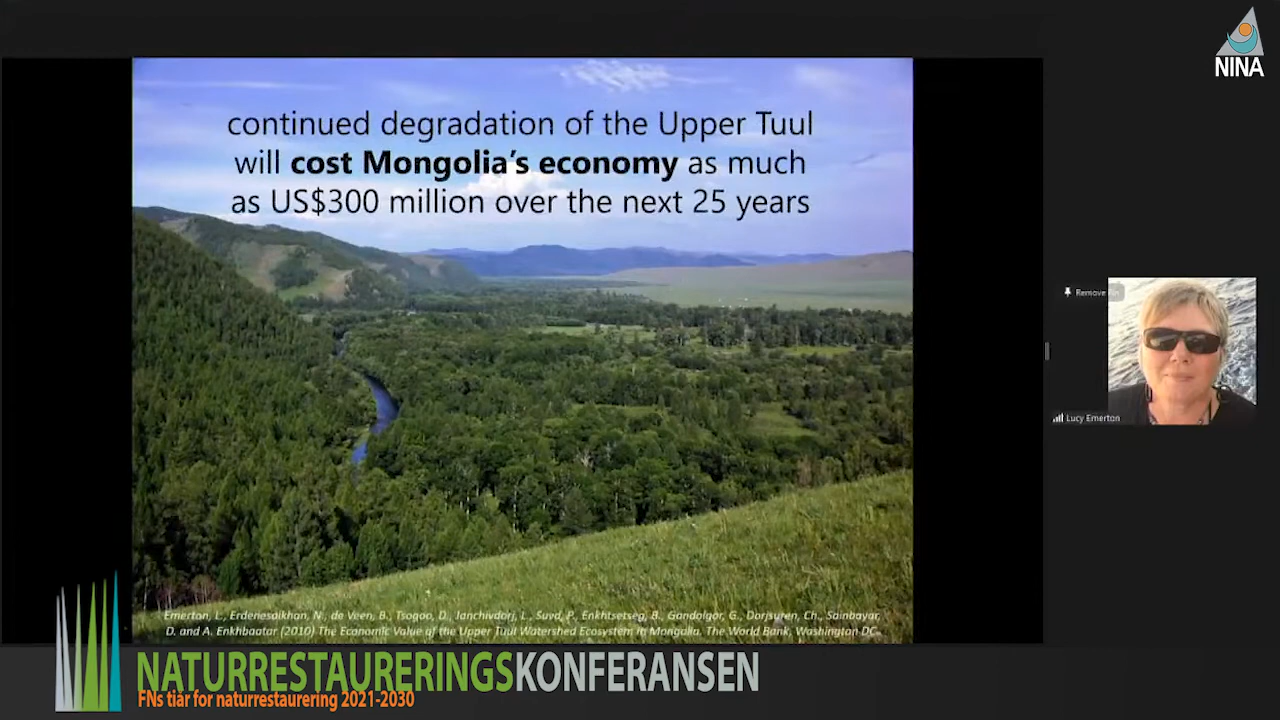 NINA
continued degradation of the Upper Tuul
will cost Mongolia's economy as much
as US$300 million over the next 25 years
Remove
Lucy Emerton
Emerton, L., Erdenesaikhan, N., de Veen, B., Tsogoo, D., Janchivdorj, L., Suvd, P., Enkhtsetseg, B., Gandolgor, G., Dorjsuren, Ch., Sainbayar,
D. and A. Enkhbaatar (2010) The Economic Value of the Upper Tuul Watershed Ecosystem in Mongolia. The World Bank, Washington DC.
NATURRESTAURERINGSKONFERANSEN
FNs tiår for naturrestaurering 2021-2030